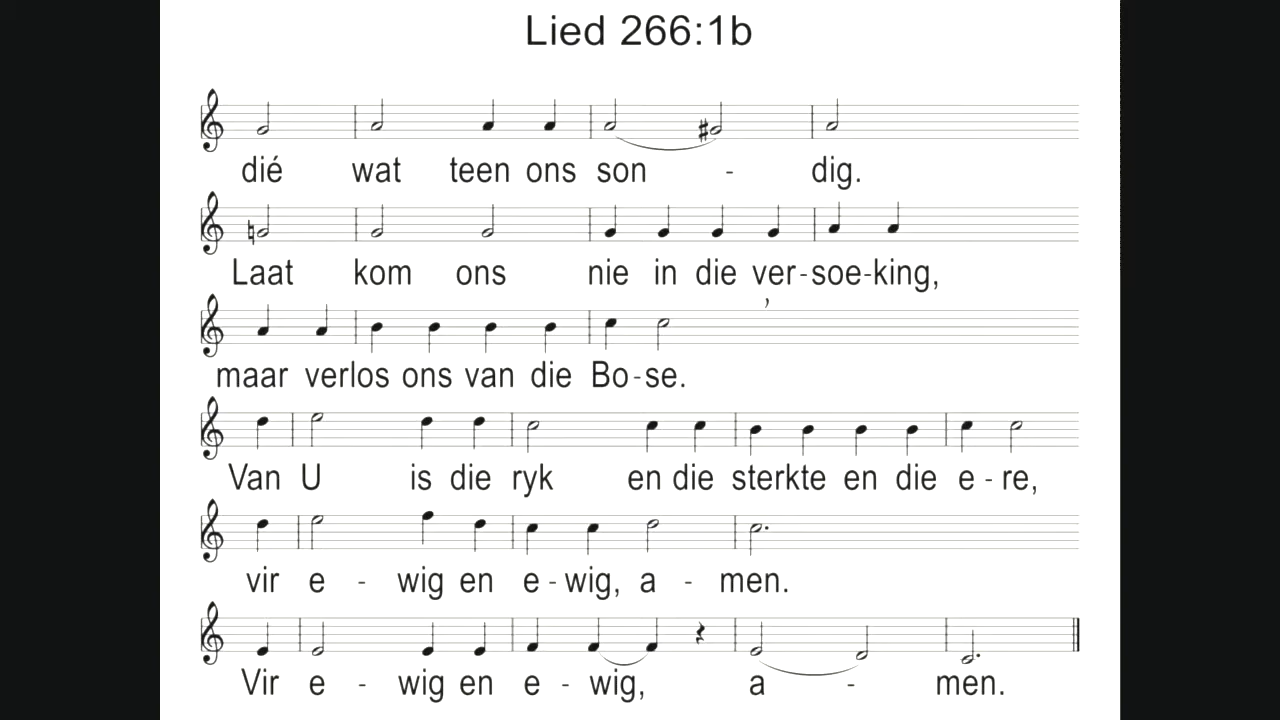 Lied 266:1b
dié wat teen ons son - dig.
Laat kom ons nie in die ver-soe-king,
maar verlos ons van die Bo-se.
Van U is die ryk en die sterkte en die e - re,
vir e - wig en e - wig, a - men.
Vir e - wig en e - wig, a - men.